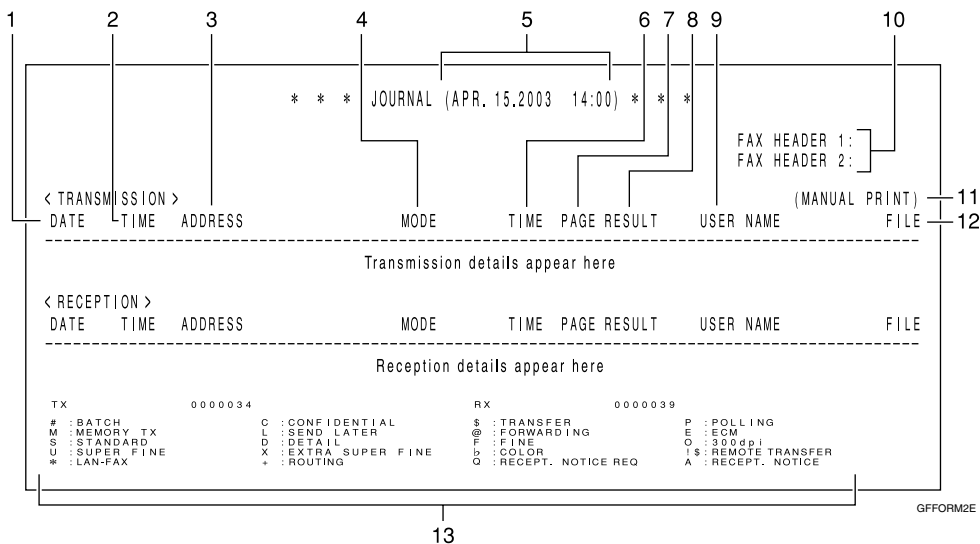 1 2 3 4 5 6 7 8 9 10
* * * JOURNAL (APR. 15.2003 14:00) * * *
FAX HEADER 1:
FAX HEADER 2:
< TRANSMISSION > (MANUAL PRINT) 11
DATE TIME ADDRESS MODE TIME PAGE RESULT USER NAME FILE 12
Transmission details appear here
< RECEPTION >
DATE TIME ADDRESS MODE TIME PAGE RESULT USER NAME FILE
Reception details appear here
TX 0000034 RX 0000039
# : BATCH C : CONFIDENTIAL $ : TRANSFER P : POLLING
M : MEMORY TX L : SEND LATER @ : FORWARDING E : ECM
S : STANDARD D : DETAIL F : FINE O : 300dpi
U : SUPER FINE X : EXTRA SUPER FINE b : COLOR !$ : REMOTE TRANSFER
* : LAN-FAX + : ROUTING Q : RECEPT. NOTICE REQ A : RECEPT. NOTICE
13
GFFORM2E